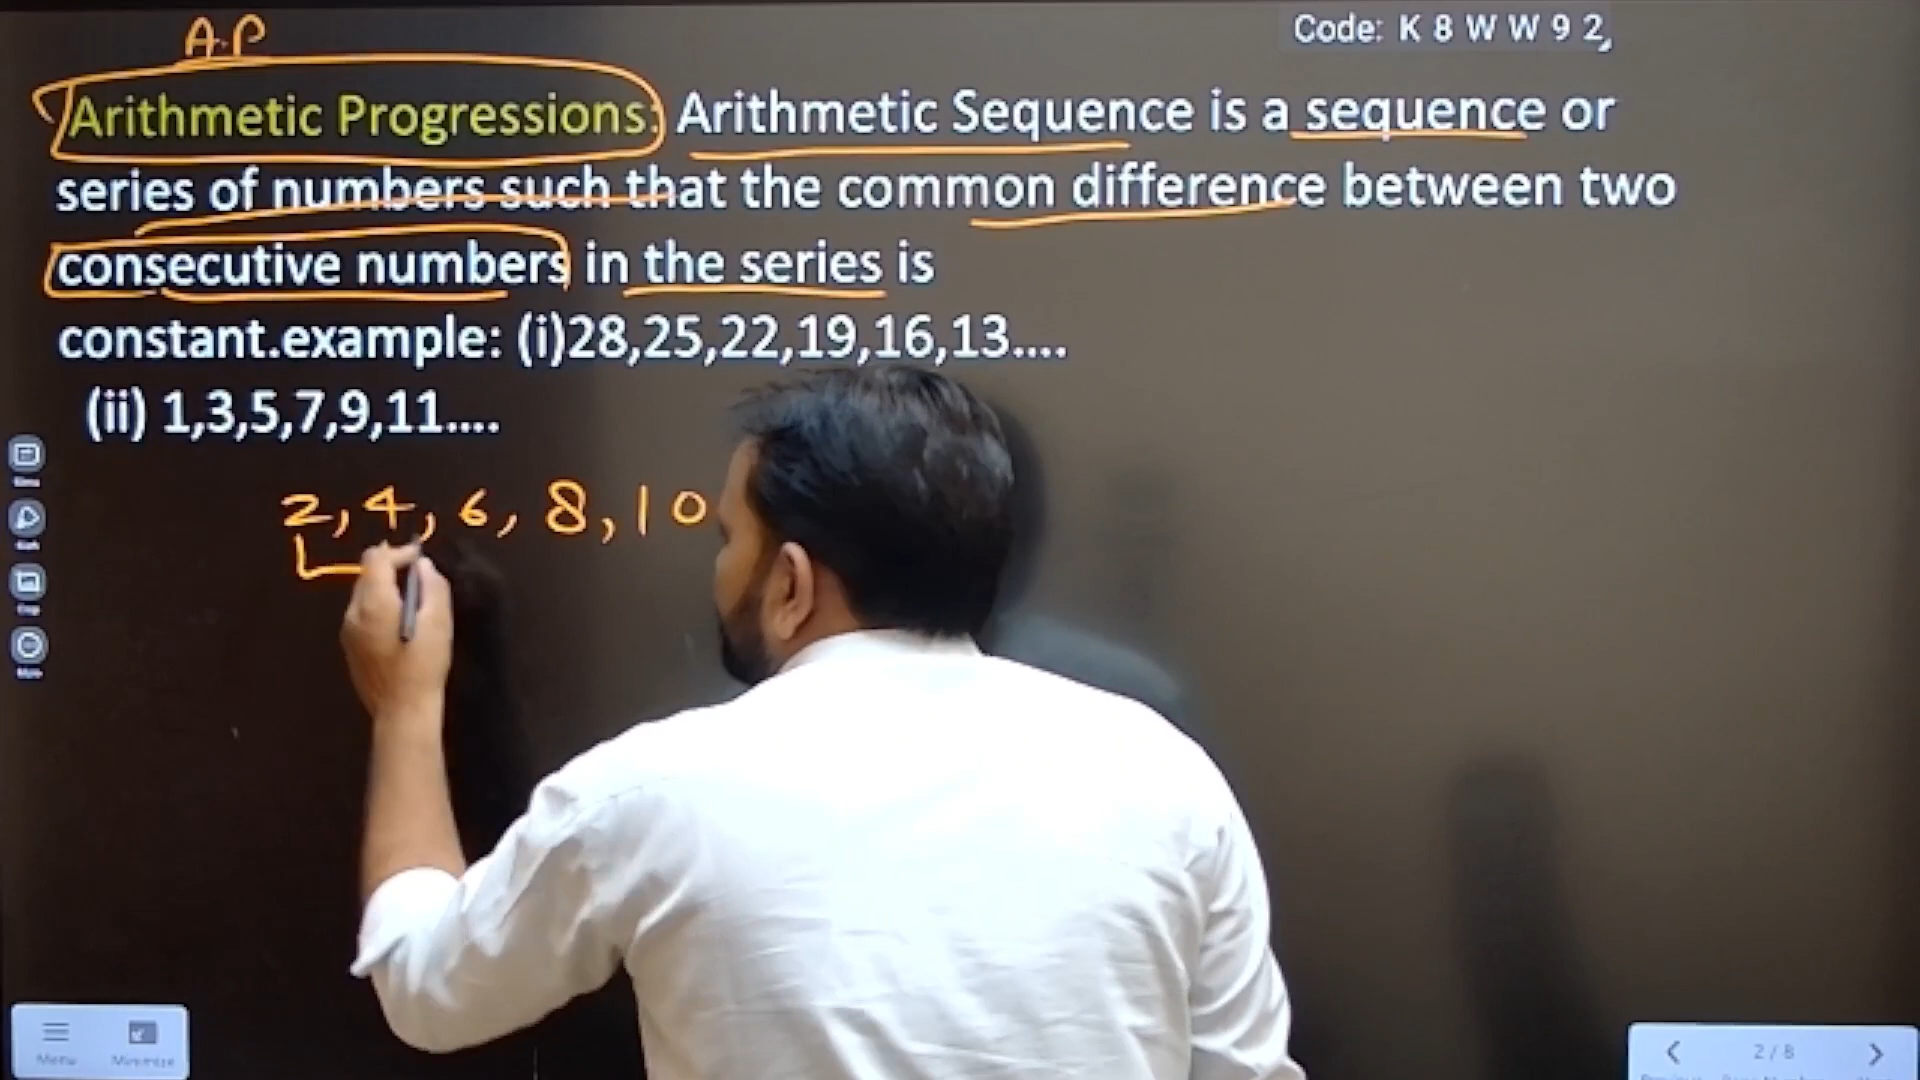 A.P
Code: K 8 W W 9 2
Arithmetic Progressions: Arithmetic Sequence is a sequence or
series of numbers such that the common difference between two
consecutive numbers in the series is
constant.example: (i)28,25,22,19,16,13....
(ii) 1,3,5,7,9,11....
2, 4, 6, 8, 10
Menu
Minimize
2 / 8